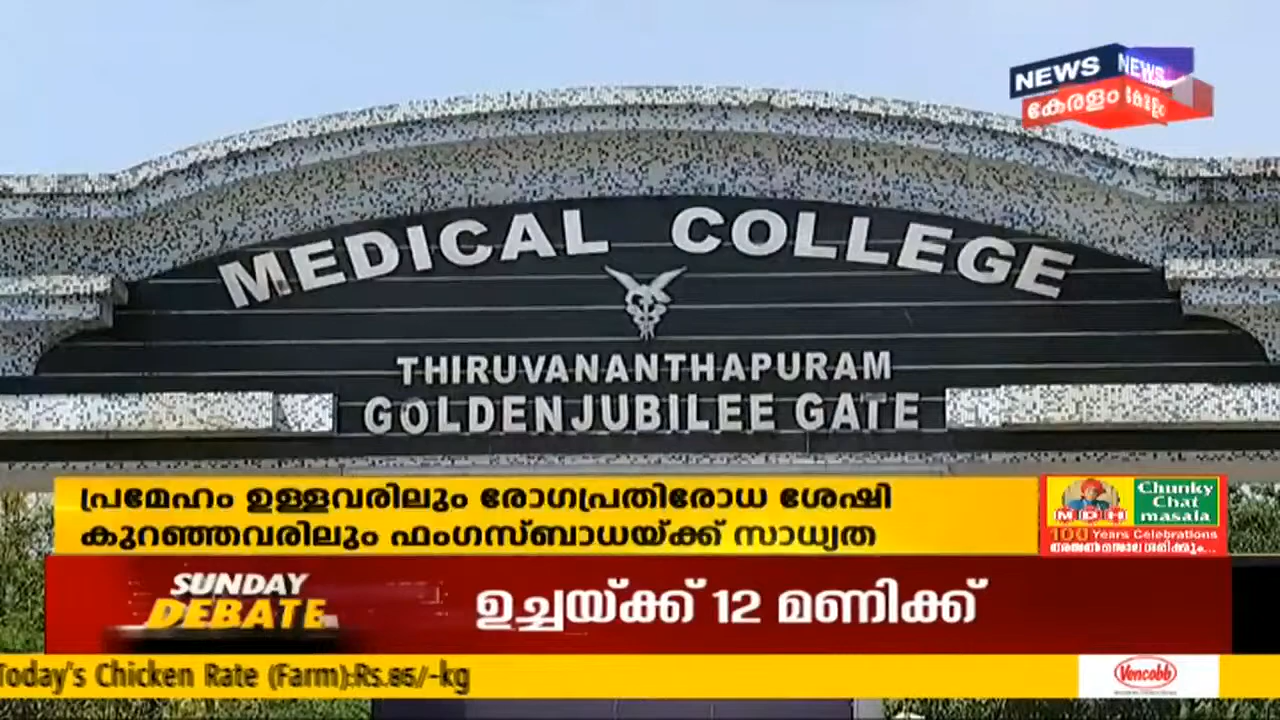 NEWS NEWS
കേരളം
MEDICAL COLLEGE
THIRUVANANTHAPURAM
GOLDENJUBILEE GATE
പ്രമേഹം ഉള്ളവരിലും രോഗപ്രതിരോധ ശേഷി
കുറഞ്ഞവരിലും ഫംഗസ്ബാധയ്ക്ക് സാധ്യത
MDH
Chunky
Chat
masala
100 Years Celebrations
SUNDAY
DEBATE
ഉച്ചയ്ക്ക് 12 മണിക്ക്
Today's Chicken Rate (Farm):Rs. /-kg
Vencobb